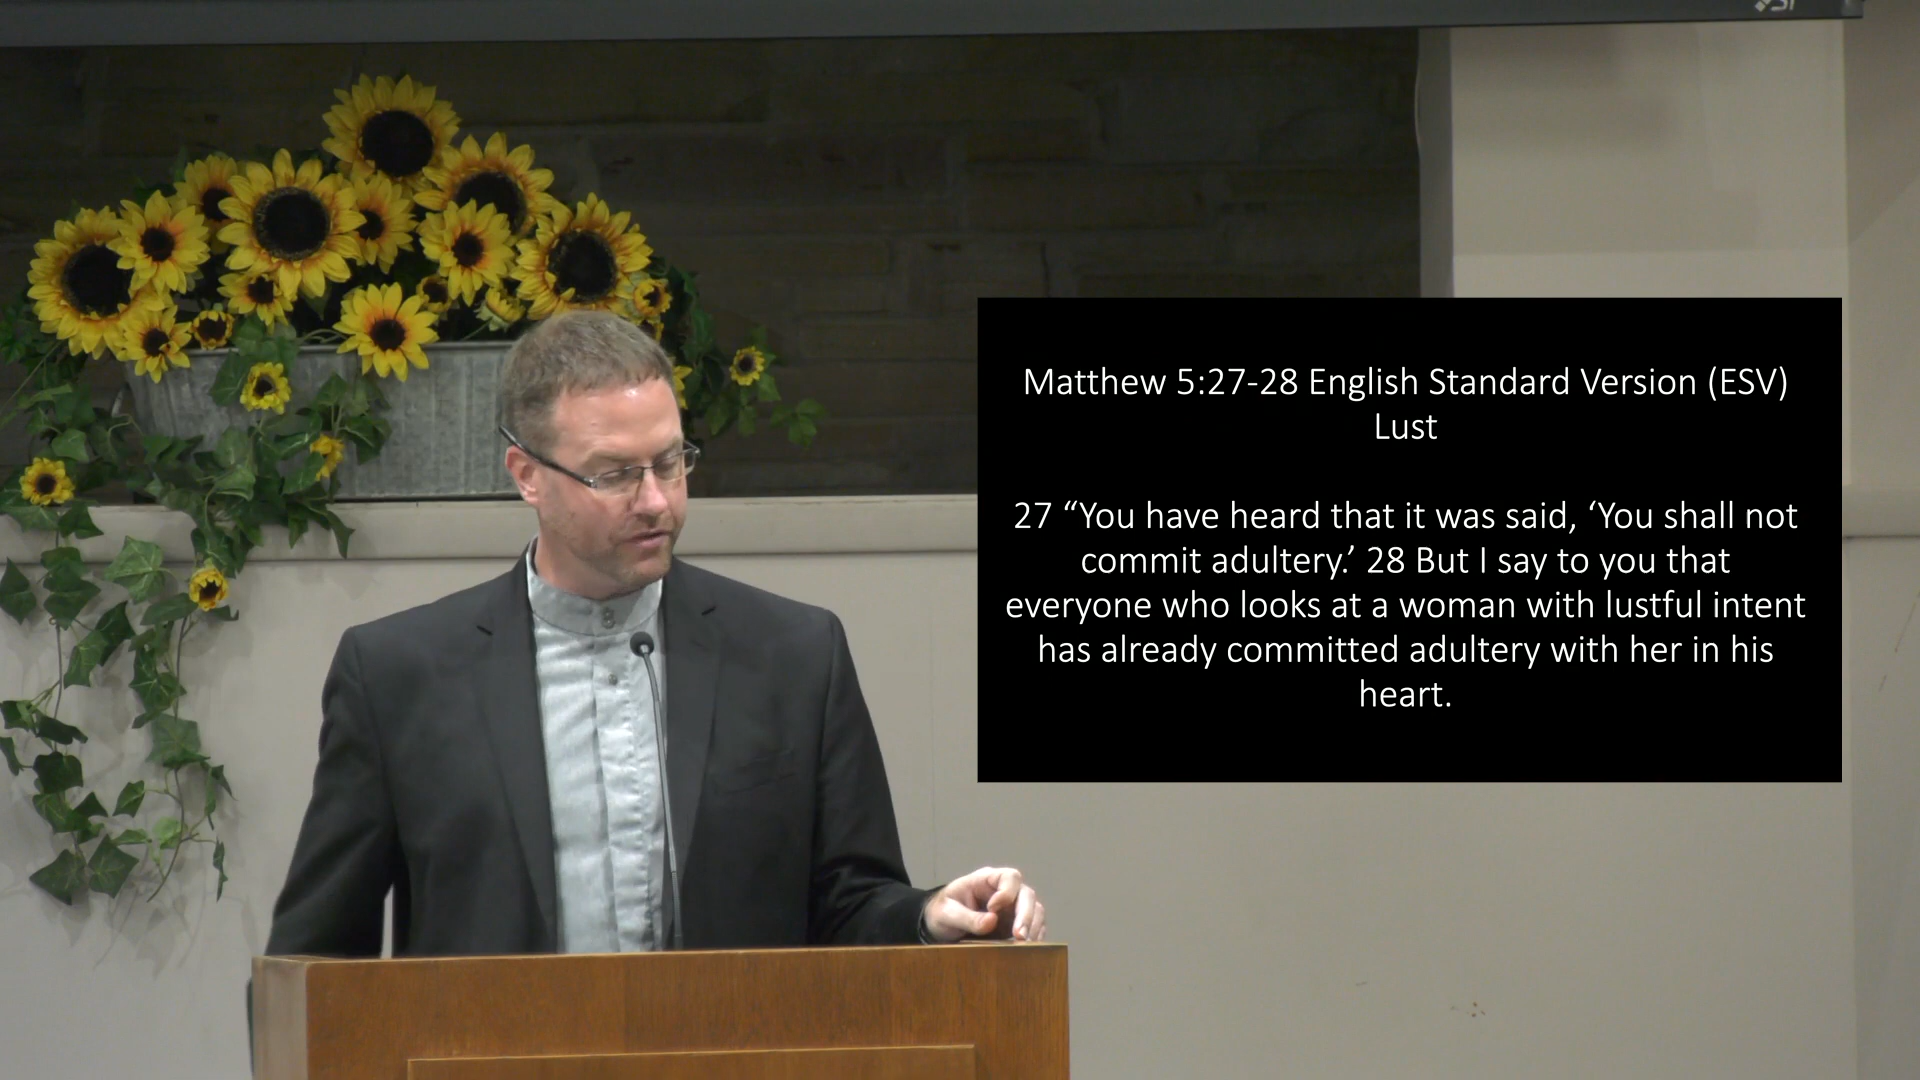 Matthew 5:27-28 English Standard Version (ESV)
Lust
27 “You have heard that it was said, ‘You shall not
commit adultery.’ 28 But I say to you that
everyone who looks at a woman with lustful intent
has already committed adultery with her in his
heart.